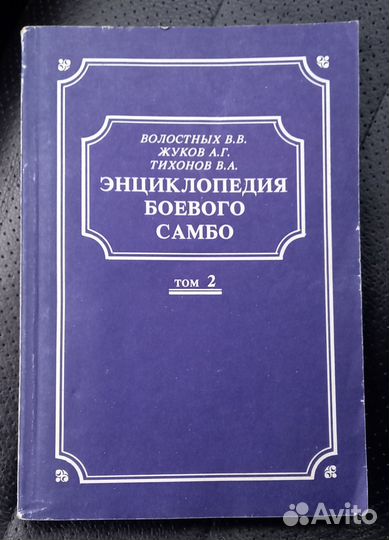 ВОЛОСТНЫХ В.В.
ЖУКОВ А.Г.
ТИХОНОВ В.А.
ЭНЦИКЛОПЕДИЯ
БОЕВОГО
САМБО
том 2
Avito